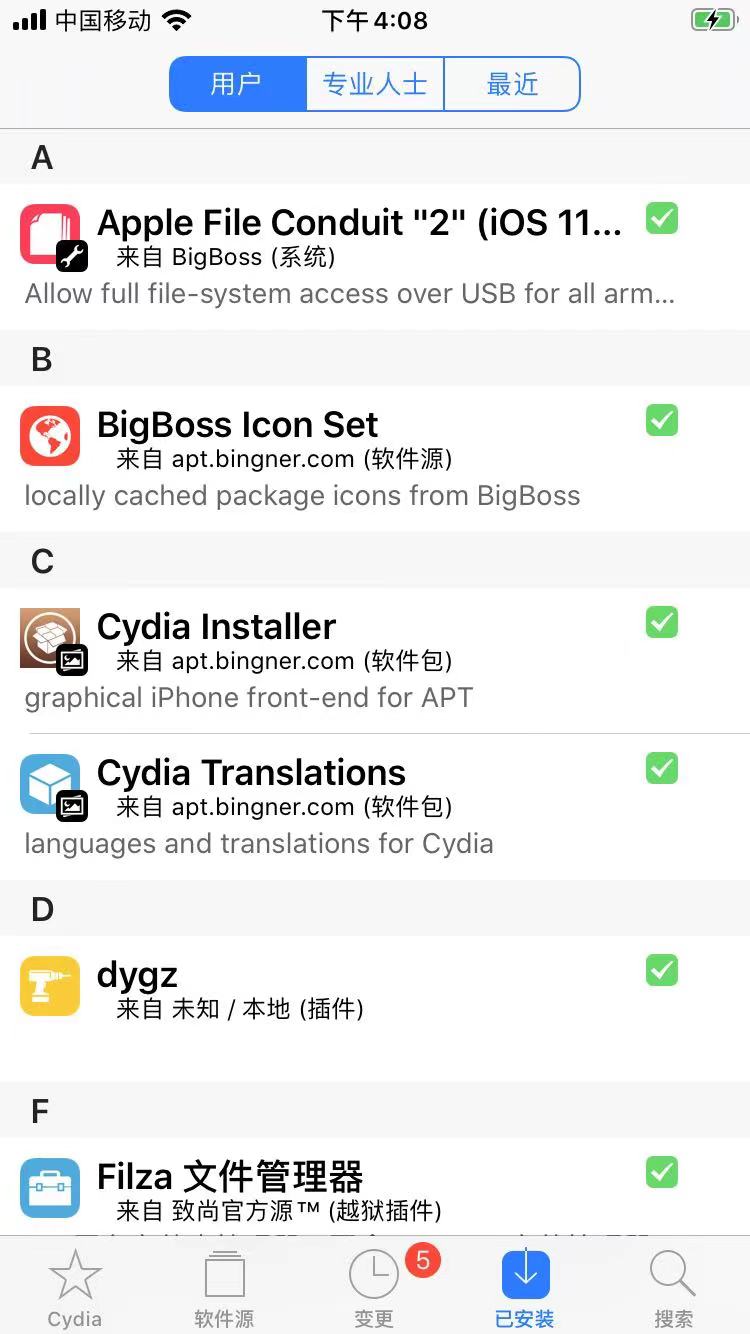 中国移动
下午4:08
用户
专业人士
最近
A
Apple File Conduit "2" (iOS 11...
来自 BigBoss (系统)
Allow full file-system access over USB for all arm...
B
BigBoss Icon Set
来自 apt.bingner.com (软件源)
locally cached package icons from BigBoss
C
Cydia Installer
来自 apt.bingner.com (软件包)
graphical iPhone front-end for APT
Cydia Translations
来自 apt.bingner.com (软件包)
languages and translations for Cydia
D
dygz
来自 未知 / 本地 (插件)
F
Filza 文件管理器
来自 致尚官方源™ (越狱插件)
5
Cydia
软件源
变更
已安装
搜索